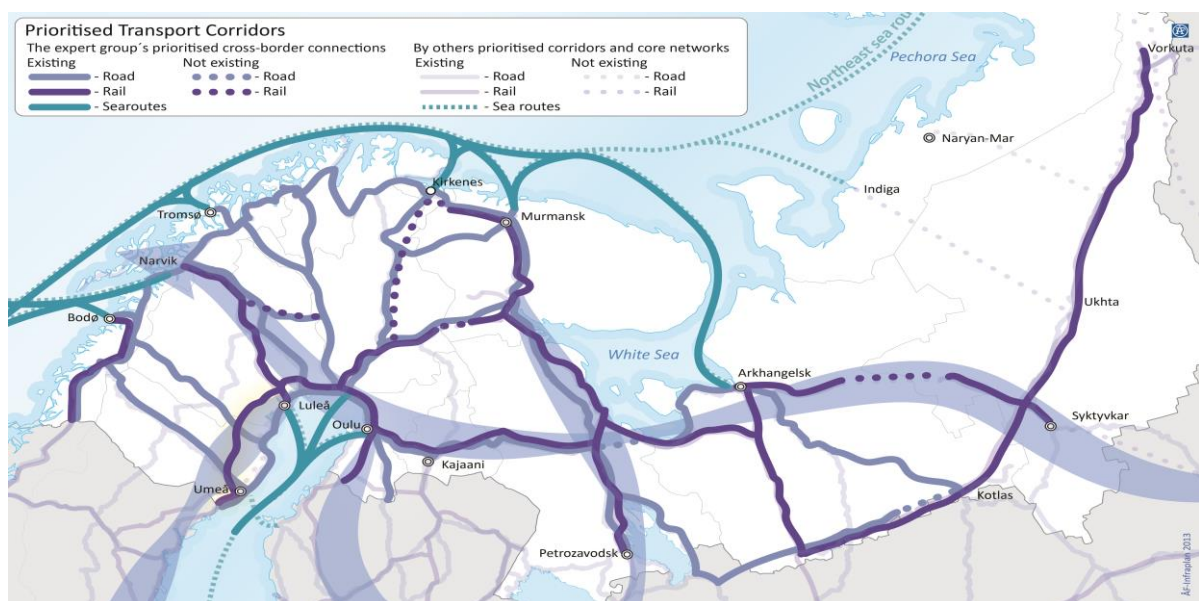 Prioritised Transport Corridors
The expert group´s prioritised cross-border connections
Existing
Not existing
- Road
- Road
- Rail
- Rail
- Searoutes
By others prioritised corridors and core networks
Existing
Not existing
- Road
- Road
- Rail
- Rail
- Sea routes
Northeast sea rou
Pechora Sea
Vorkuta
Naryan-Mar
Kirkenes
Indiga
Tromsø
Murmansk
Narvik
Ukhta
Bodø
White Sea
Arkhangelsk
Luleå
Syktyvkar
Oulu
Kajaani
Umeå
Kotlas
Petrozavodsk
ÅF-Infraplan 2013